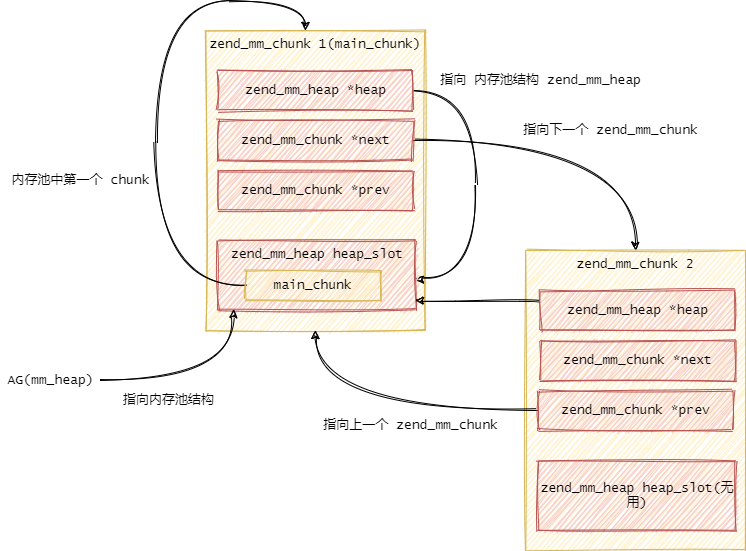 zend_mm_chunk 1(main_chunk)
zend_mm_heap *heap
指向 内存池结构 zend_mm_heap
zend_mm_chunk *next
指向下一个 zend_mm_chunk
内存池中第一个 chunk
zend_mm_chunk *prev
zend_mm_heap heap_slot
main_chunk
zend_mm_chunk 2
zend_mm_heap *heap
zend_mm_chunk *next
AG(mm_heap)
指向内存池结构
zend_mm_chunk *prev
指向上一个 zend_mm_chunk
zend_mm_heap heap_slot(无
用)